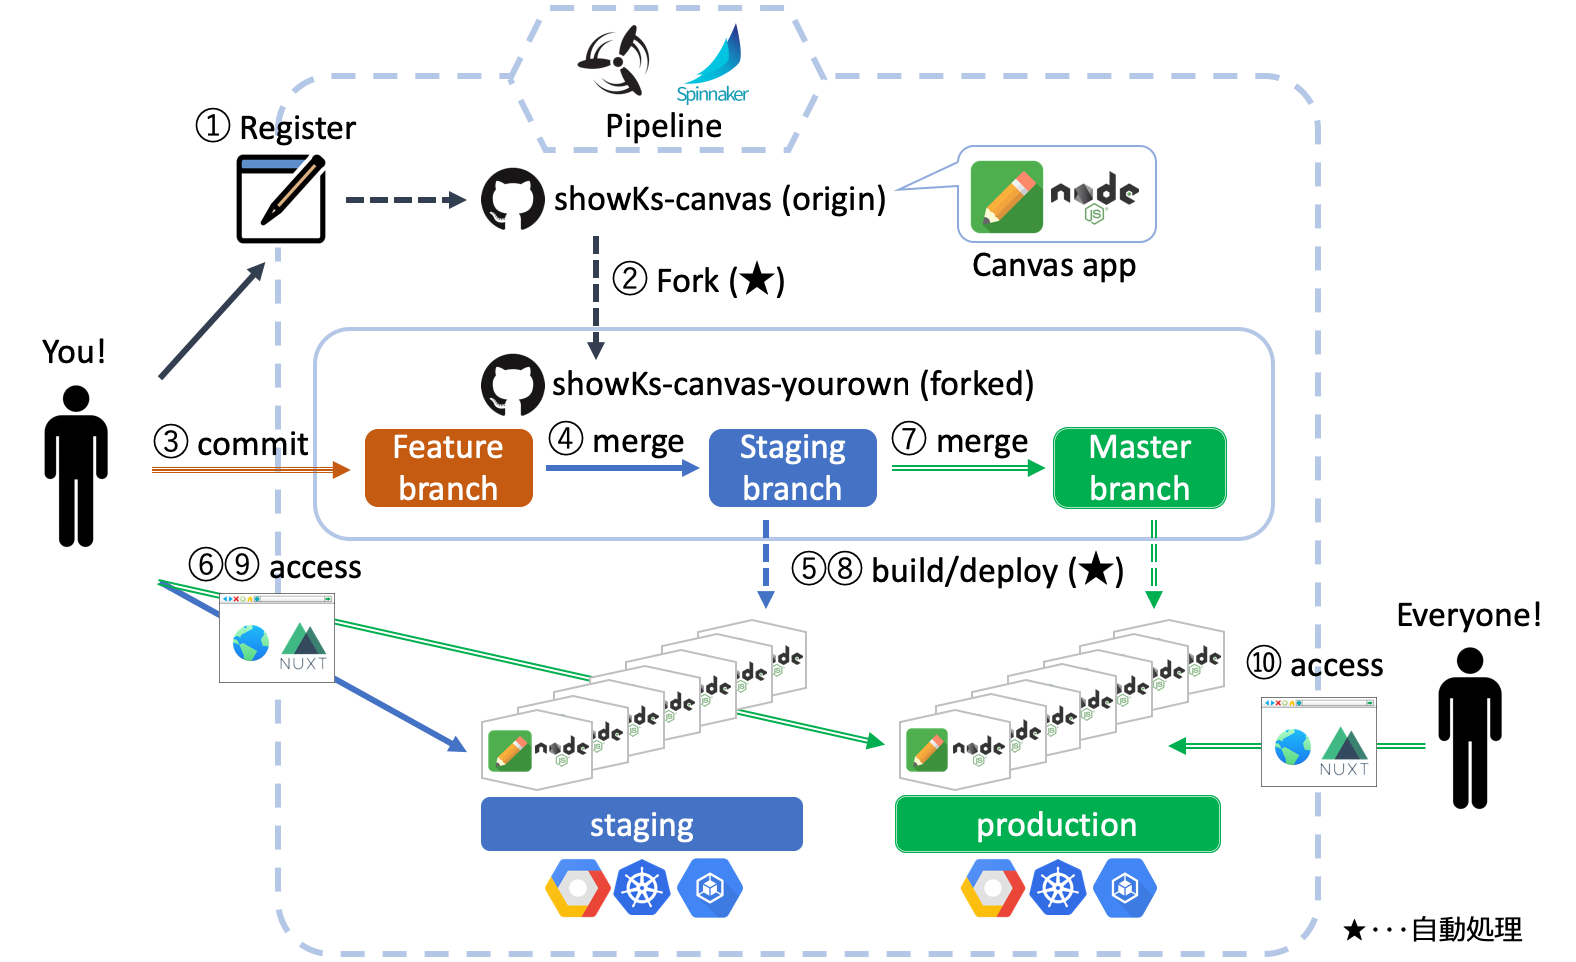 Spinnaker
Pipeline
① Register
showKs-canvas (origin)
node
JS
Canvas app
② Fork (★)
You!
showKs-canvas-yourown (forked)
③ commit
Feature
branch
④ merge
Staging
branch
⑦ merge
Master
branch
⑥⑨ access
NUXT
⑤⑧ build/deploy (★)
Everyone!
⑩ access
NUXT
node
JS
node
JS
staging
production
★・・・自動処理